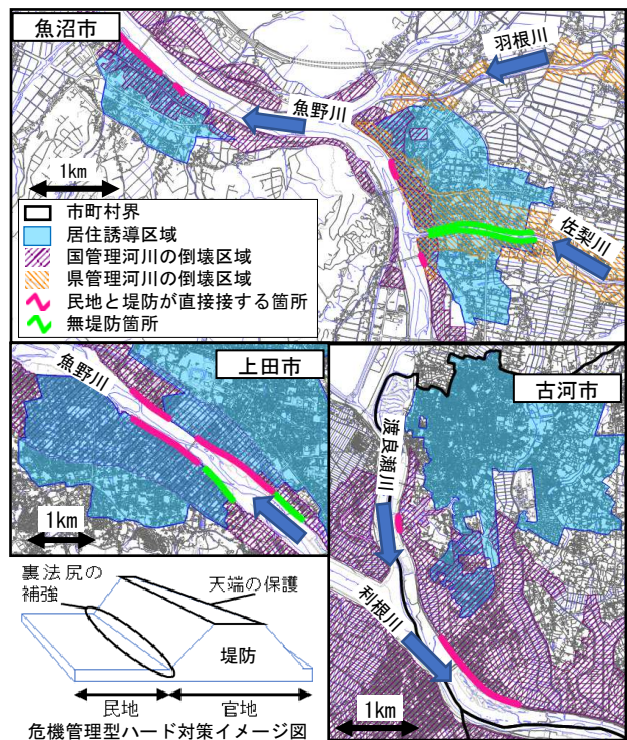 魚沼市
羽根川
魚野川
佐梨川
1km
市町村界
居住誘導区域
国管理河川の倒壊区域
県管理河川の倒壊区域
民地と堤防が直接接する箇所
無堤防箇所
上田市
魚野川
1km
古河市
渡良瀬川
利根川
1km
裏法尻の
補強
天端の保護
堤防
民地
官地
危機管理型ハード対策イメージ図